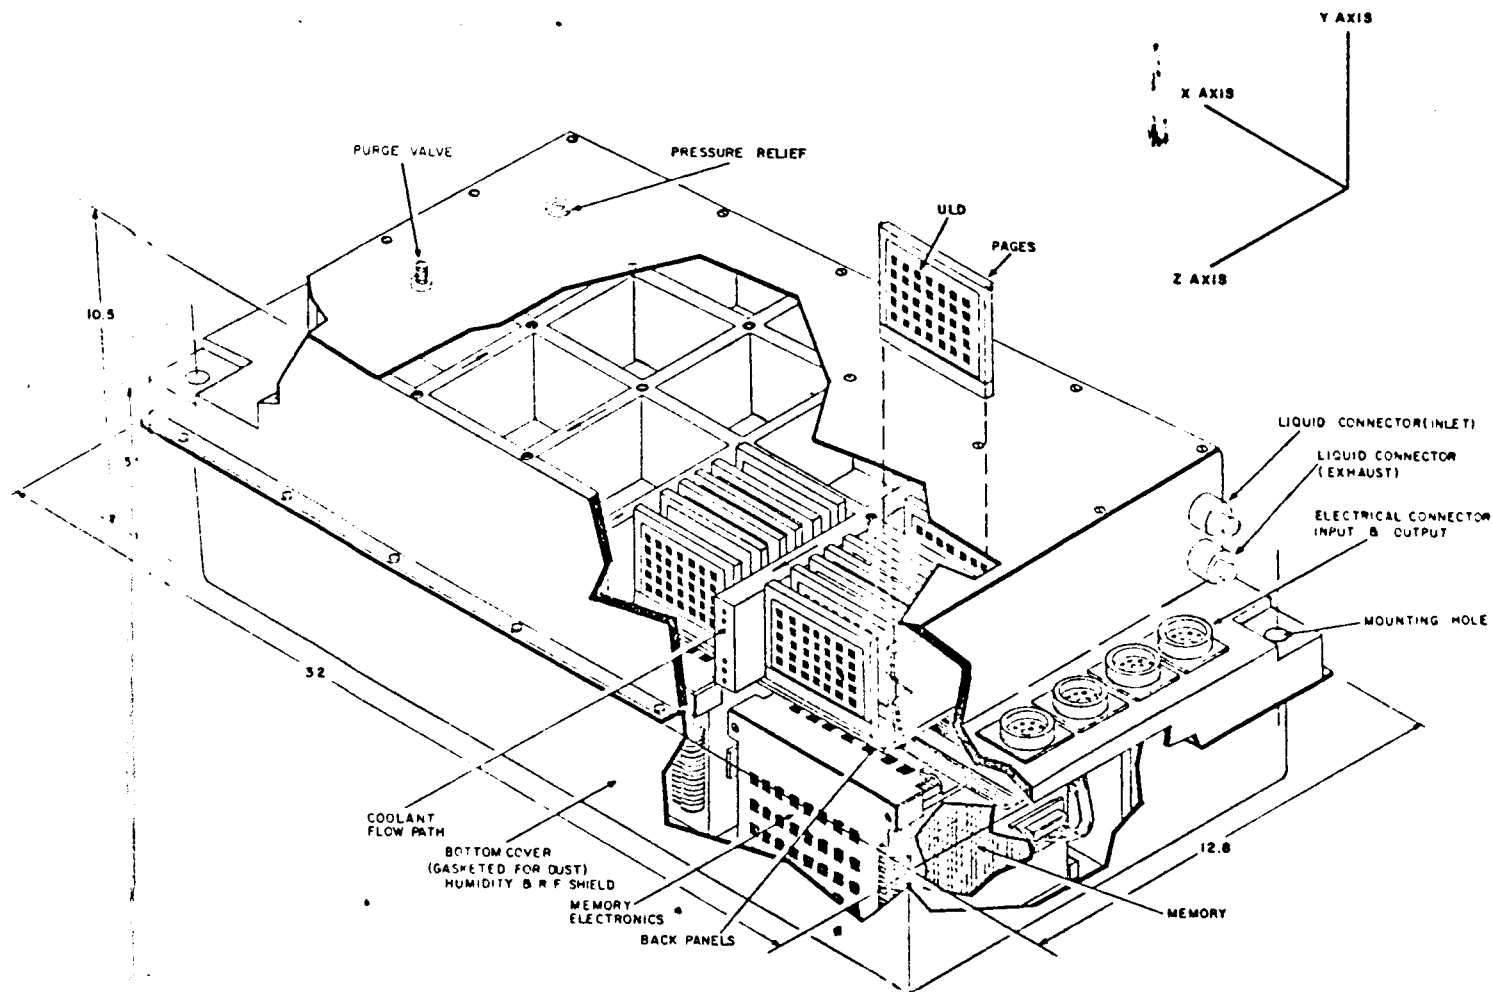 Y AXIS
X AXIS
Z AXIS
PURGE VALVE
PRESSURE RELIEF
ULD
PAGES
10.5
LIQUID CONNECTOR(INLET)
LIQUID CONNECTOR
(EXHAUST)
ELECTRICAL CONNECTOR
INPUT & OUTPUT
MOUNTING HOLE
32
COOLANT
FLOW PATH
BOTTOM COVER
(GASKETED FOR DUST)
HUMIDITY & R F SHIELD
MEMORY
ELECTRONICS
BACK PANELS
MEMORY
12.8